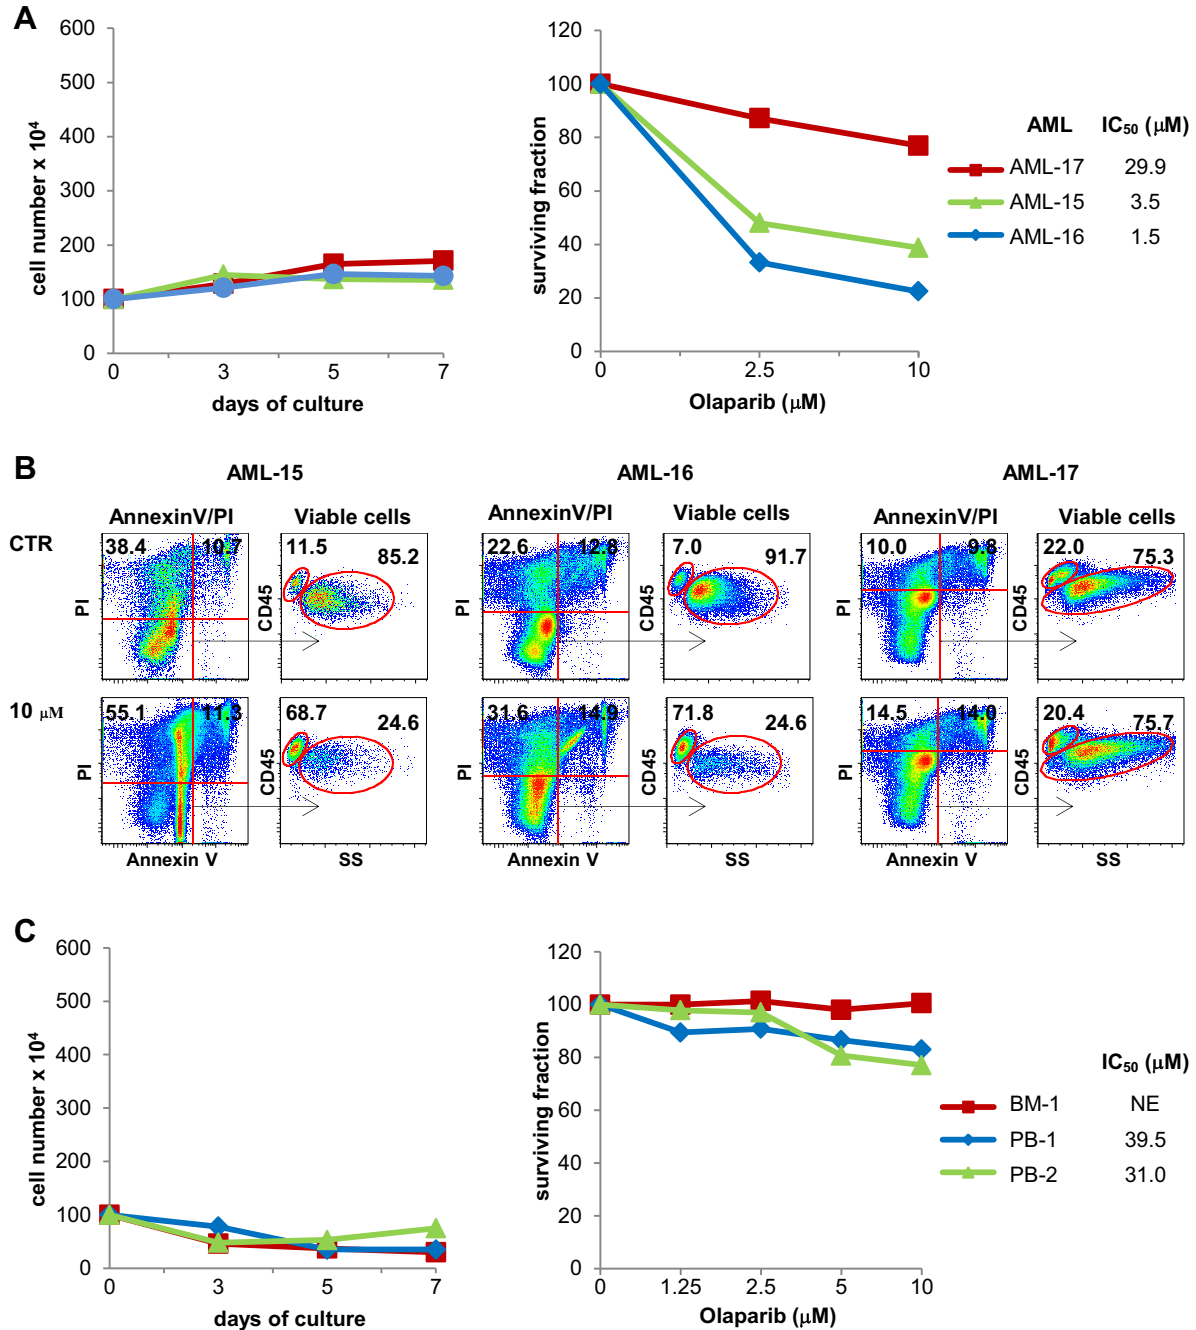 A
600
500
400
300
200
100
0
cell number x 10⁴
0 3 5 7
days of culture
120
100
80
60
40
20
0
surviving fraction
0 2.5 10
Olaparib (μM)
AML IC₅₀ (μM)
AML-17 29.9
AML-15 3.5
AML-16 1.5
B
AML-15 AML-16 AML-17
AnnexinV/PI Viable cells AnnexinV/PI Viable cells AnnexinV/PI Viable cells
CTR
38.4 10.7 11.5 85.2 22.6 12.8 7.0 91.7 10.0 9.8 22.0 75.3
PI CD45 PI CD45 PI CD45
10 μM
55.1 11.3 68.7 24.6 31.6 14.9 71.8 24.6 14.5 14.0 20.4 75.7
PI CD45 PI CD45 PI CD45
Annexin V SS Annexin V SS Annexin V SS
C
600
500
400
300
200
100
0
cell number x 10⁴
0 3 5 7
days of culture
120
100
80
60
40
20
0
surviving fraction
0 1.25 2.5 5 10
Olaparib (μM)
IC₅₀ (μM)
BM-1 NE
PB-1 39.5
PB-2 31.0